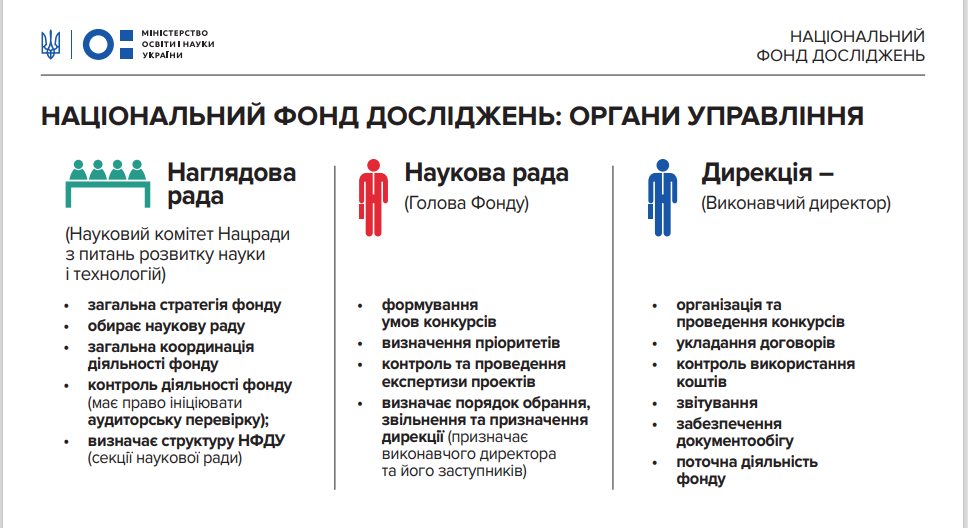 МІНІСТЕРСТВО
ОСВІТИ І НАУКИ
УКРАЇНИ
НАЦІОНАЛЬНИЙ
ФОНД ДОСЛІДЖЕНЬ
НАЦІОНАЛЬНИЙ ФОНД ДОСЛІДЖЕНЬ: ОРГАНИ УПРАВЛІННЯ
Наглядова
рада
(Науковий комітет Нацради
з питань розвитку науки
і технологій)
• загальна стратегія фонду
• обирає наукову раду
• загальна координація
діяльності фонду
• контроль діяльності фонду
(має право ініціювати
аудиторську перевірку);
• визначає структуру НФДУ
(секції наукової ради)
Наукова рада
(Голова Фонду)
• формування
умов конкурсів
• визначення пріоритетів
• контроль та проведення
експертизи проектів
• визначає порядок обрання,
звільнення та призначення
дирекції (призначає
виконавчого директора
та його заступників)
Дирекція –
(Виконавчий директор)
• організація та
проведення конкурсів
• укладання договорів
• контроль використання
коштів
• звітування
• забезпечення
документообігу
• поточна діяльність
фонду